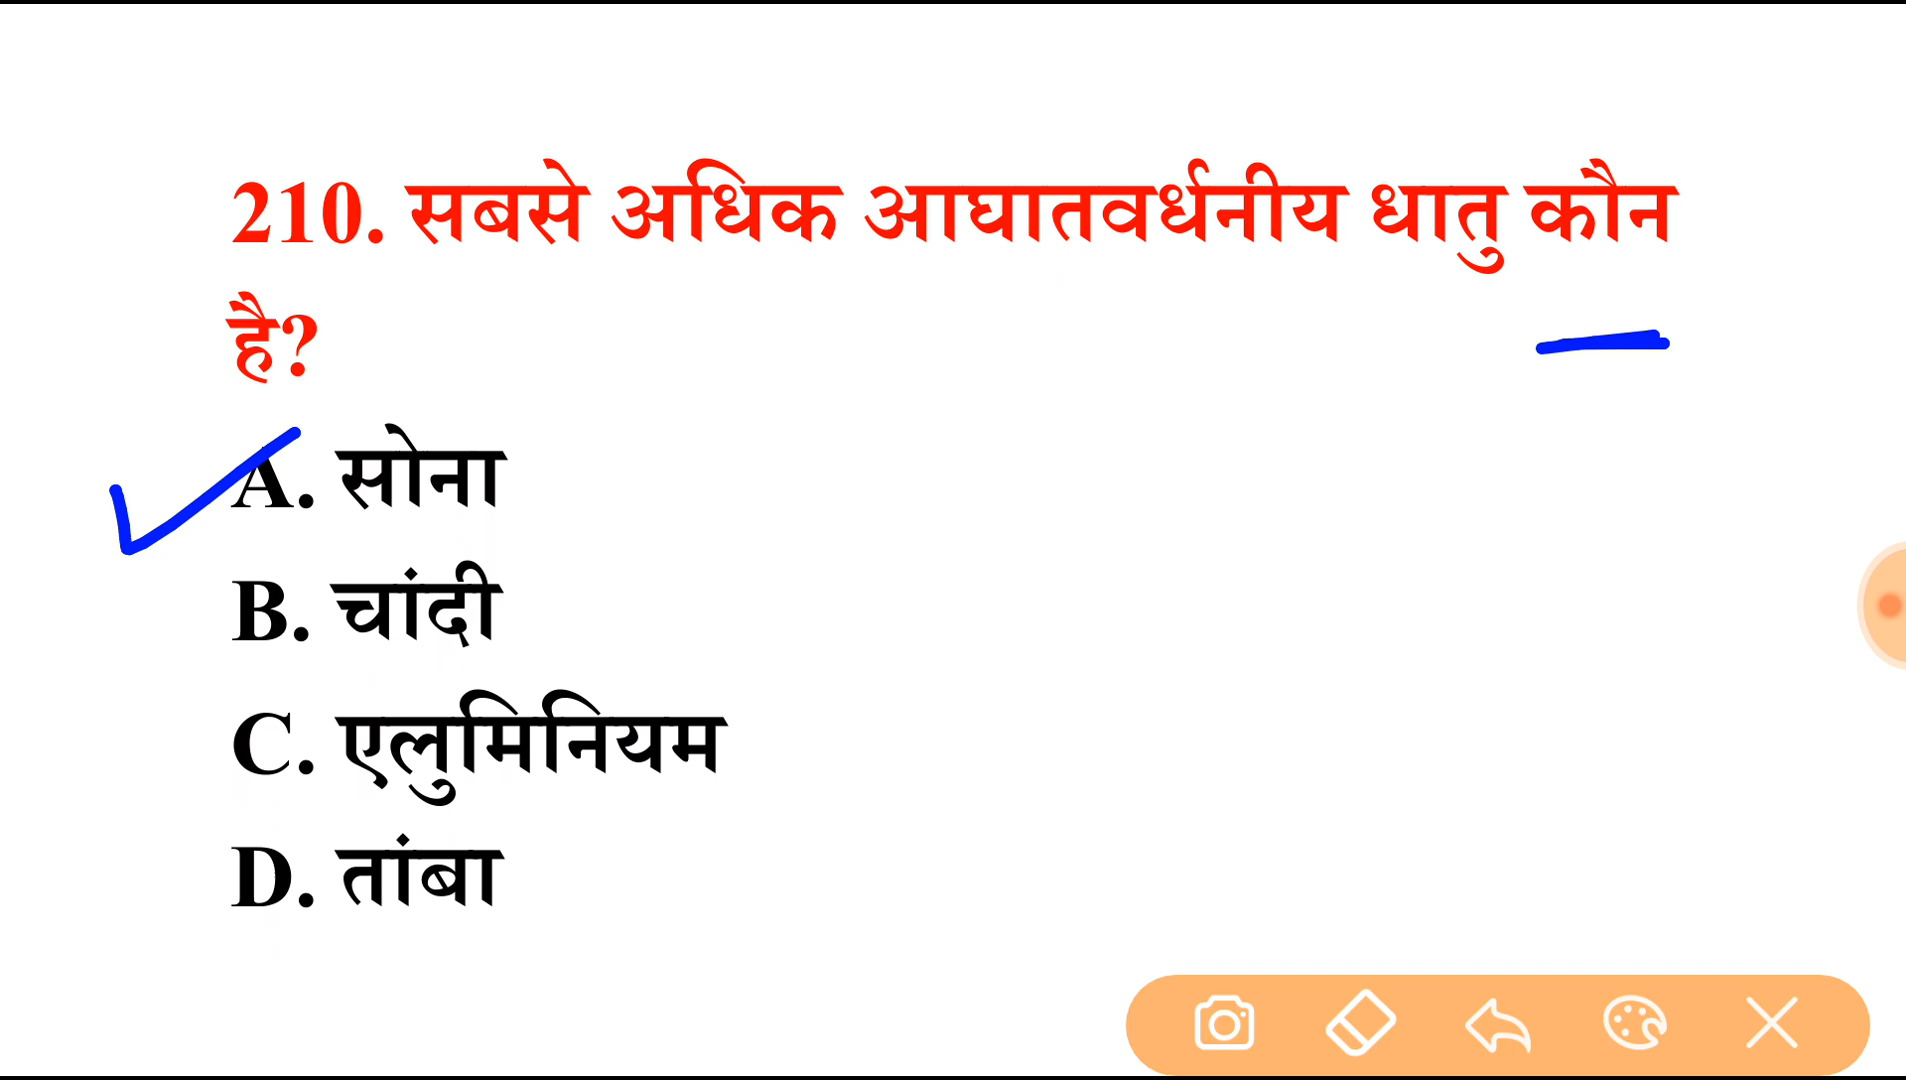 210. सबसे अधिक आघातवर्धनीय धातु कौन
है?
A. सोना
B. चांदी
C. एलुमिनियम
D. तांबा